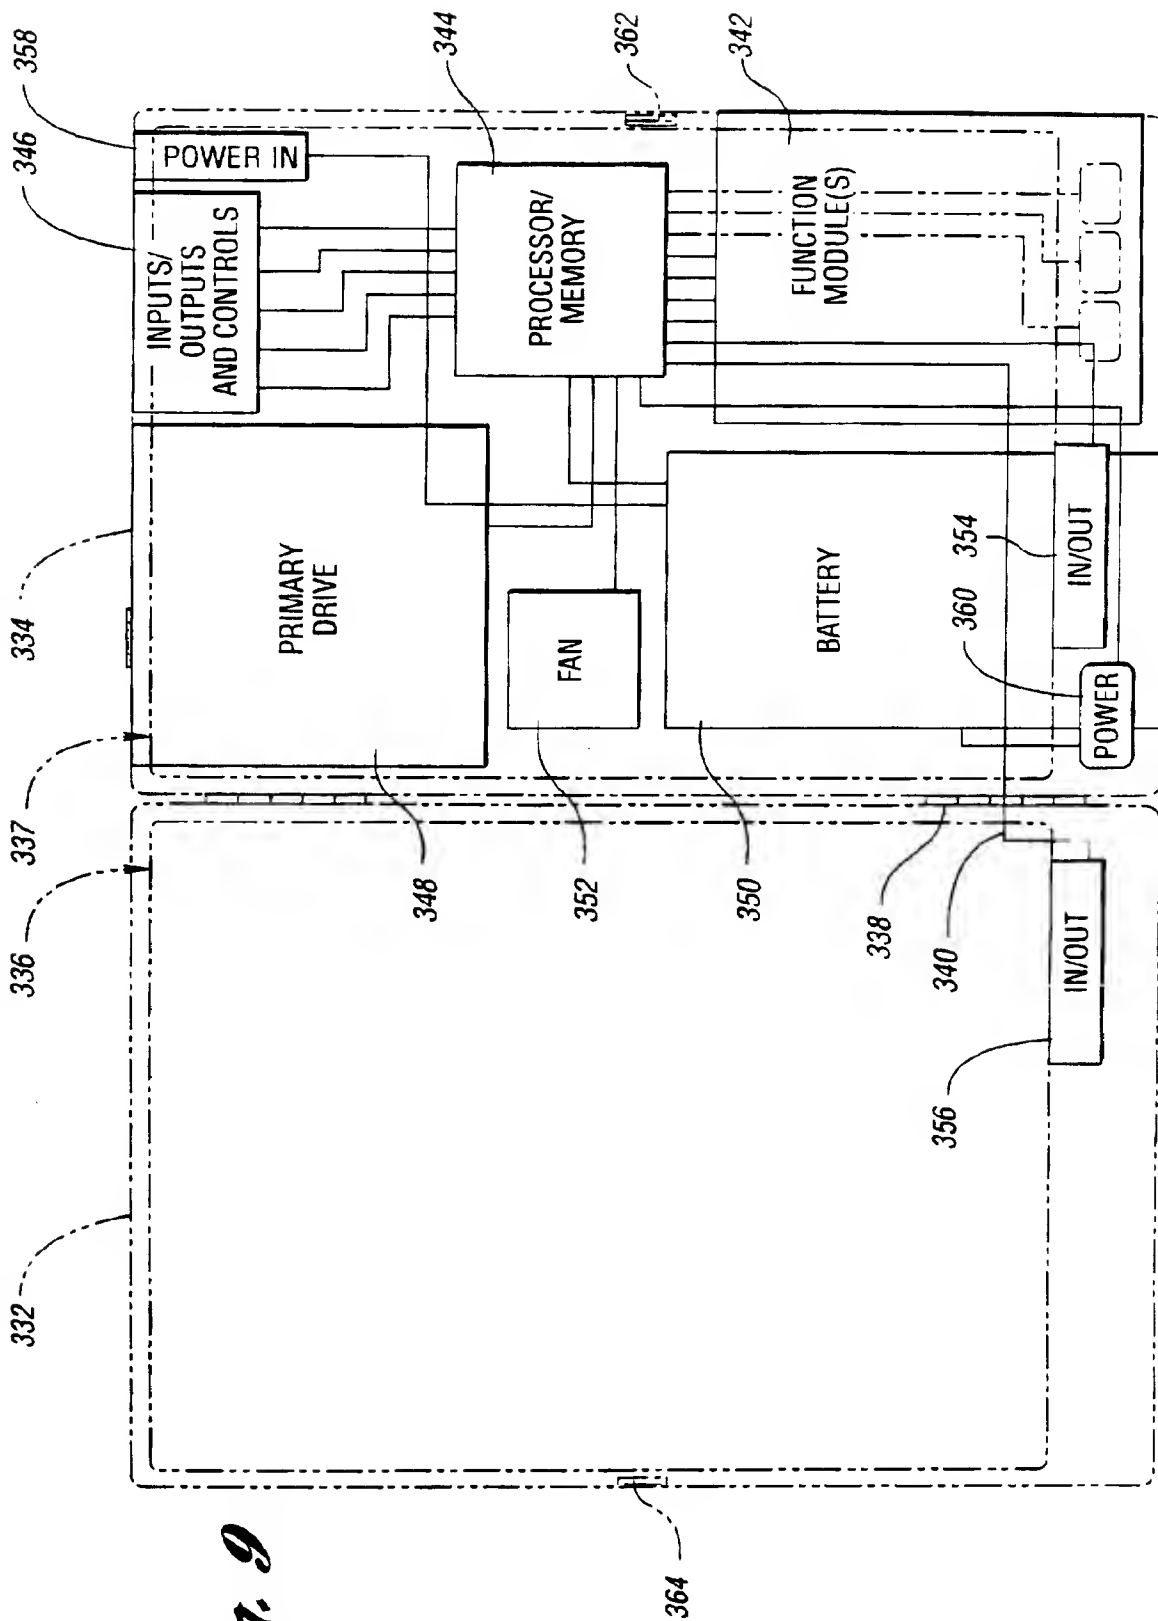 358
346
344
362
342
334
337
336
332
364
POWER IN
INPUTS/
OUTPUTS
AND CONTROLS
PROCESSOR/
MEMORY
FUNCTION
MODULE(S)
PRIMARY
DRIVE
FAN
BATTERY
354
IN/OUT
360
POWER
348
352
350
338
340
356
IN/OUT
9